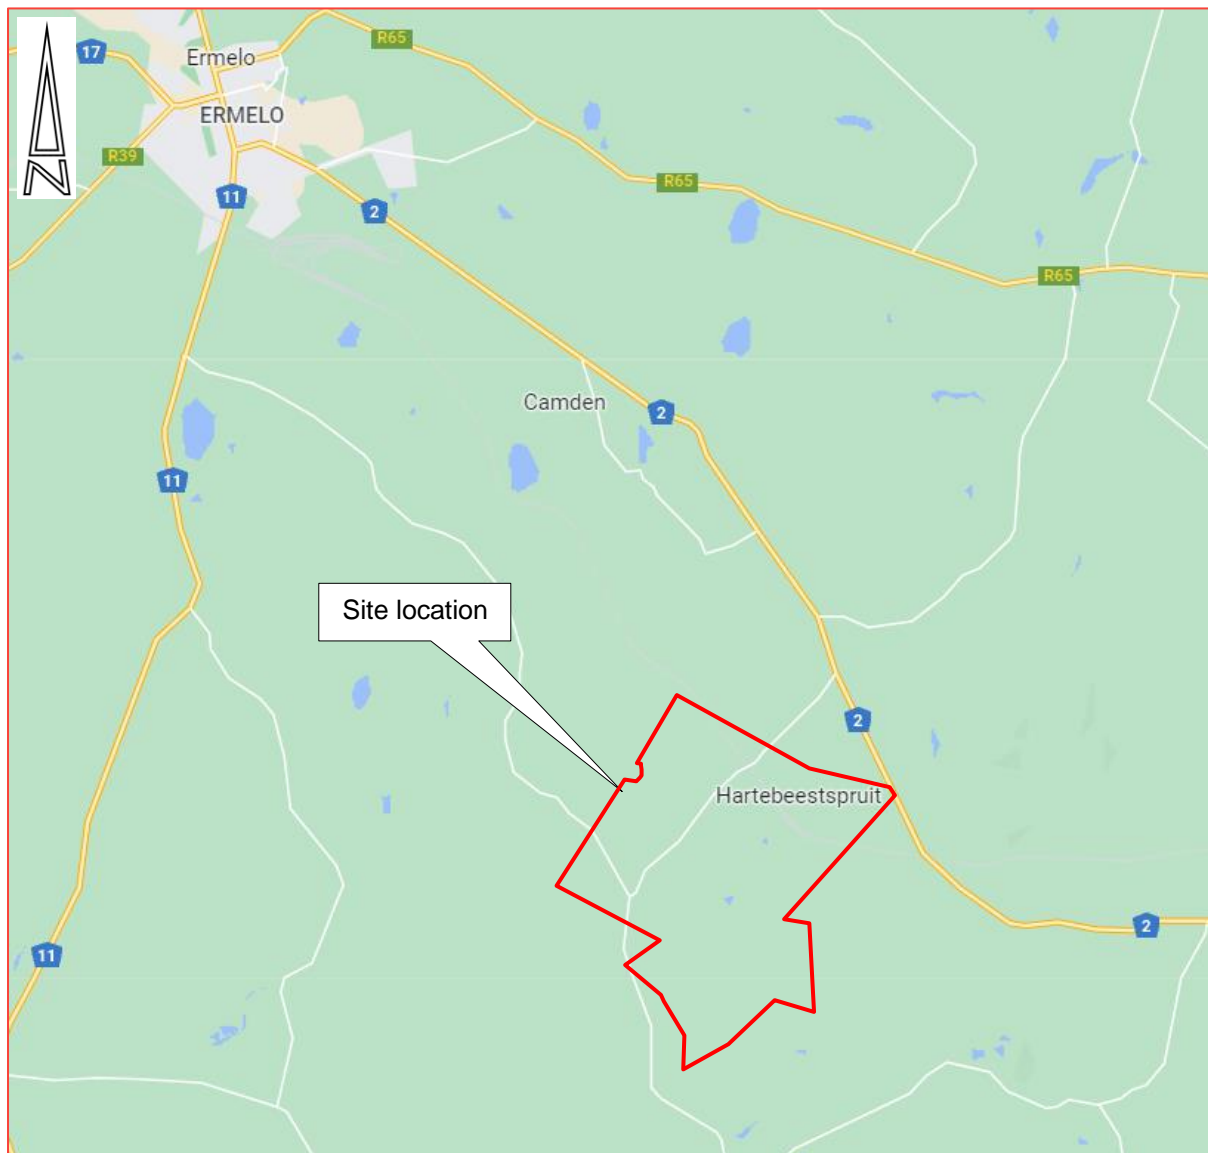 17
Ermelo
R65
ERMELO
R39
11
2
R65
R65
Camden
2
11
Site location
2
Hartebeestspruit
11
2
N